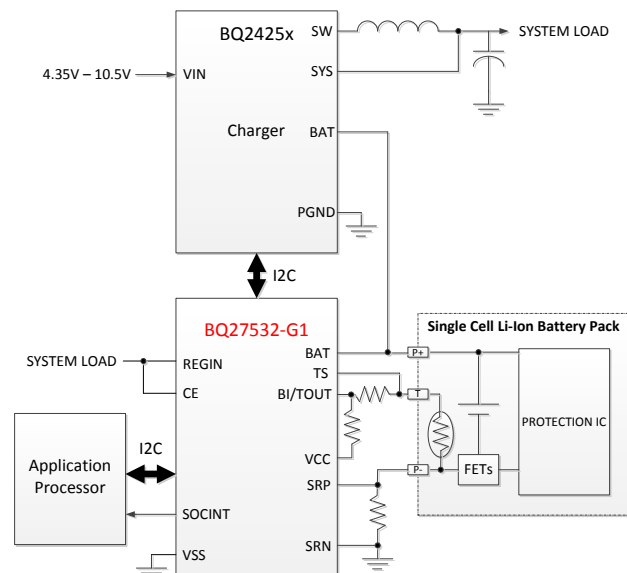 BQ2425x
SW
SYSTEM LOAD
SYS
4.35V – 10.5V
VIN
Charger
BAT
PGND
I2C
BQ27532-G1
Single Cell Li-Ion Battery Pack
SYSTEM LOAD
REGIN
BAT
P+
TS
CE
BI/TOUT
T
PROTECTION IC
I2C
Application
Processor
VCC
P-
FETs
SRP
SOCINT
VSS
SRN